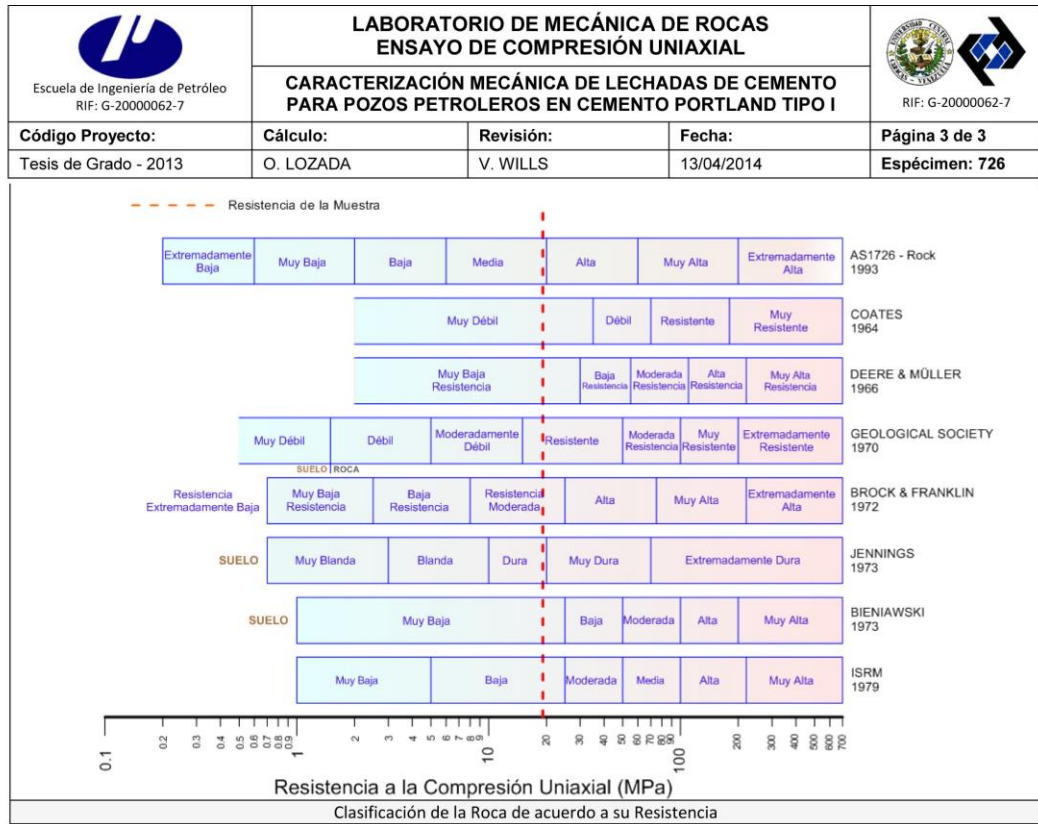 Escuela de Ingeniería de Petróleo
RIF: G-20000062-7
LABORATORIO DE MECÁNICA DE ROCAS
ENSAYO DE COMPRESIÓN UNIAXIAL
CARACTERIZACIÓN MECÁNICA DE LECHADAS DE CEMENTO
PARA POZOS PETROLEROS EN CEMENTO PORTLAND TIPO I
UNIVERSIDAD CENTRAL
CARACAS - VENEZUELA
RIF: G-20000062-7
Código Proyecto: Cálculo: Revisión: Fecha: Página 3 de 3
Tesis de Grado - 2013 O. LOZADA V. WILLS 13/04/2014 Espécimen: 726
Resistencia de la Muestra
Extremadamente
Baja
Muy Baja
Baja
Media
Alta
Muy Alta
Extremadamente
Alta
AS1726 - Rock
1993
Muy Débil
Débil
Resistente
Muy
Resistente
COATES
1964
Muy Baja
Resistencia
Baja
Resistencia
Moderada
Resistencia
Alta
Resistencia
Muy Alta
Resistencia
DEERE & MÜLLER
1966
Muy Débil
Débil
Moderadamente
Débil
Resistente
Moderada
Resistencia
Muy
Resistente
Extremadamente
Resistente
GEOLOGICAL SOCIETY
1970
SUELO ROCA
Resistencia
Extremadamente Baja
Muy Baja
Resistencia
Baja
Resistencia
Resistencia
Moderada
Alta
Muy Alta
Extremadamente
Alta
BROCK & FRANKLIN
1972
SUELO
Muy Blanda
Blanda
Dura
Muy Dura
Extremadamente Dura
JENNINGS
1973
SUELO
Muy Baja
Baja
Moderada
Alta
Muy Alta
BIENIAWSKI
1973
Muy Baja
Baja
Moderada
Media
Alta
Muy Alta
ISRM
1979
0.1 0.2 0.3 0.4 0.5 0.6 0.7 0.8 0.9 1 2 3 4 5 6 7 8 9 10 20 30 40 50 60 70 80 90 100 200 300 400 500 600 700
Resistencia a la Compresión Uniaxial (MPa)
Clasificación de la Roca de acuerdo a su Resistencia